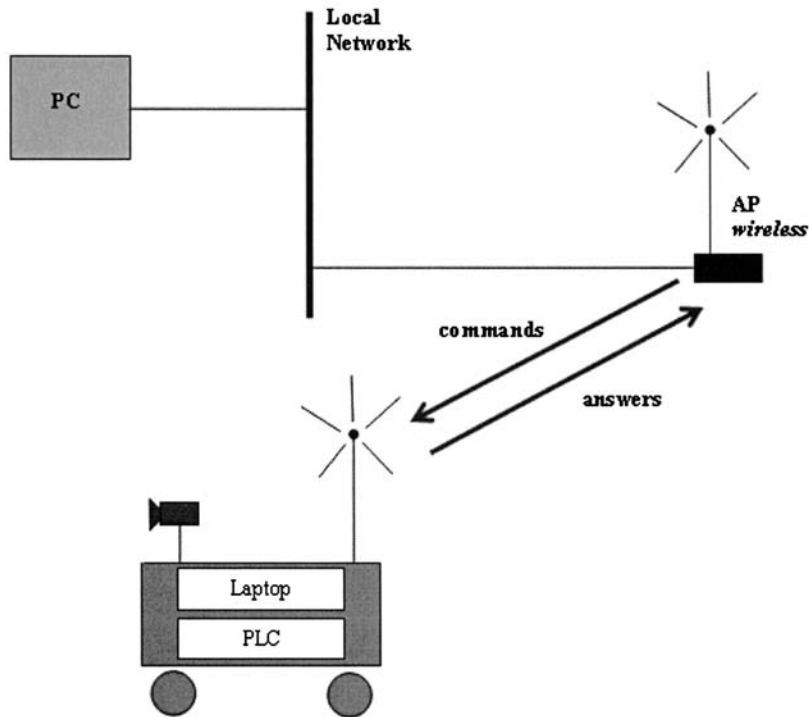 Local
Network
PC
AP
wireless
commands
answers
Laptop
PLC